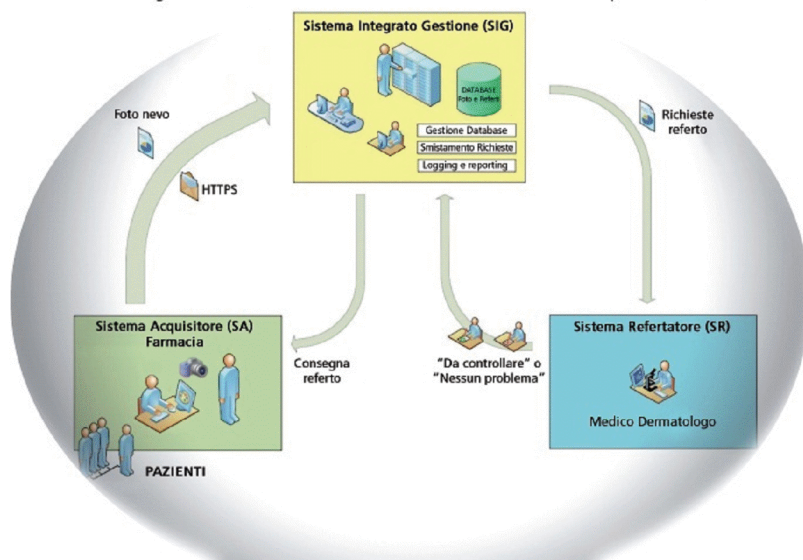 Sistema Integrato Gestione (SIG)
DATABASE
Foto e Referti
Gestione Database
Smistamento Richieste
Logging e reporting
Foto nevo
HTTPS
Richieste
referto
Sistema Acquisitore (SA)
Farmacia
PAZIENTI
Consegna
referto
"Da controllare" o
"Nessun problema"
Sistema Refertatore (SR)
Medico Dermatologo